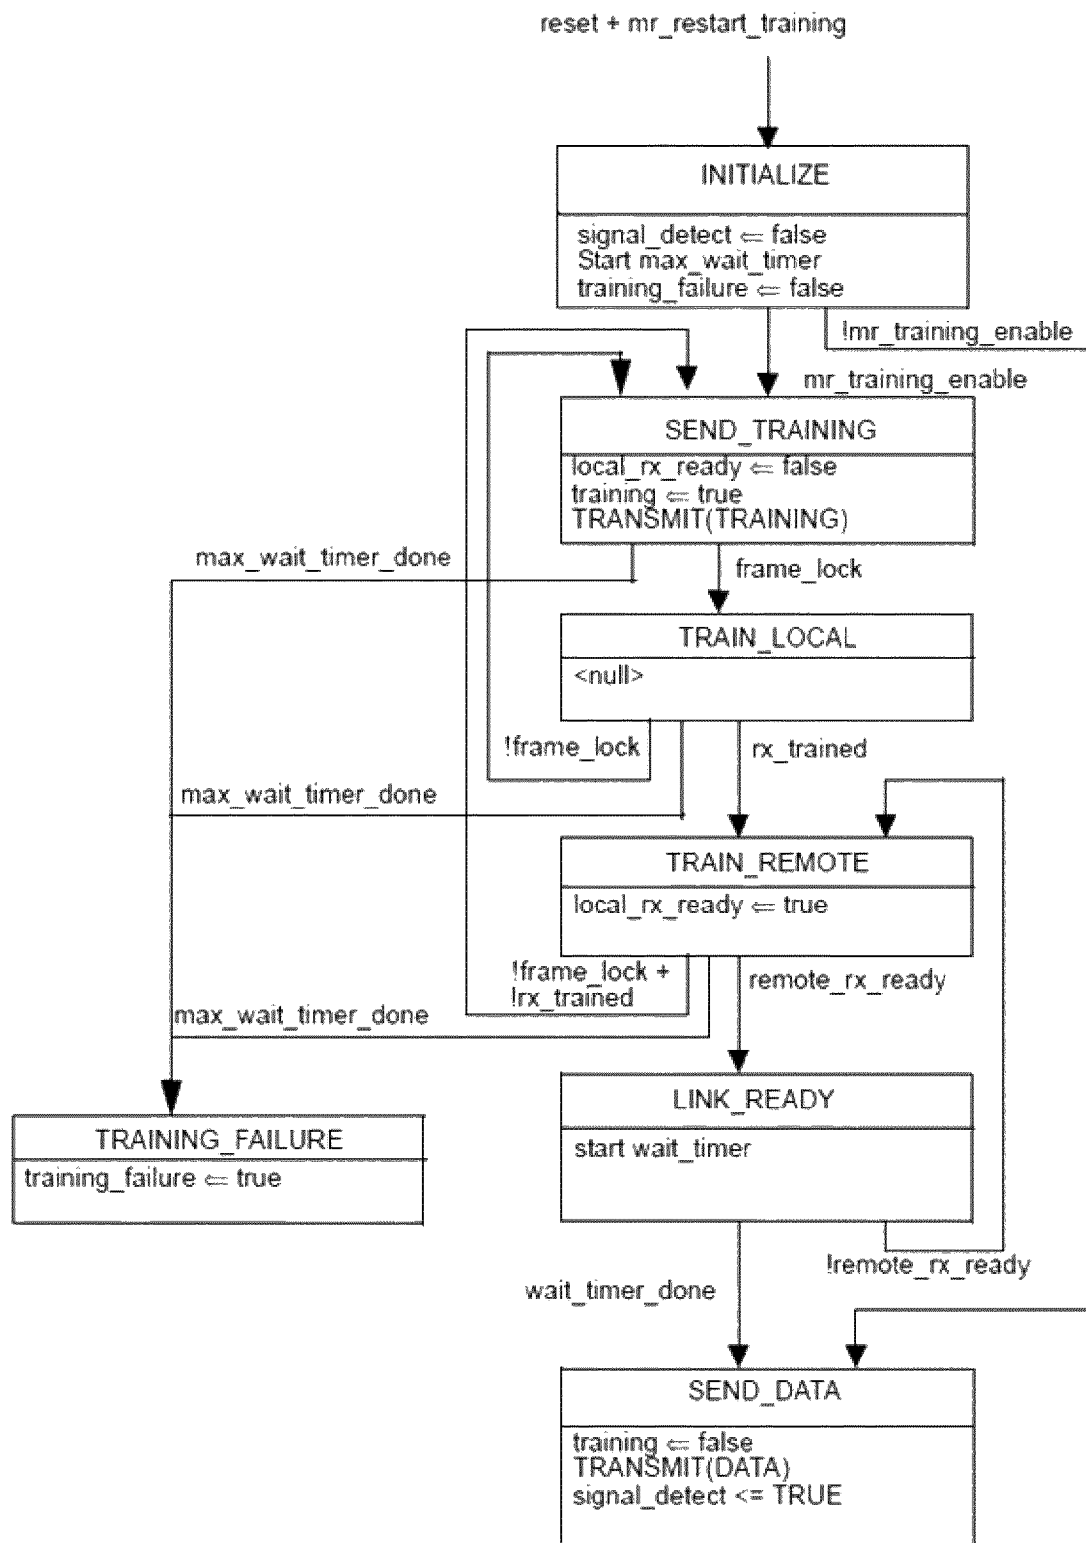 reset + mr_restart_training
INITIALIZE
signal_detect ⇐ false
Start max_wait_timer
training_failure ⇐ false
!mr_training_enable
mr_training_enable
SEND_TRAINING
local_rx_ready ⇐ false
training ⇐ true
TRANSMIT(TRAINING)
max_wait_timer_done
frame_lock
TRAIN_LOCAL
<null>
!frame_lock
rx_trained
max_wait_timer_done
TRAIN_REMOTE
local_rx_ready ⇐ true
!frame_lock +
!rx_trained
remote_rx_ready
max_wait_timer_done
LINK_READY
start wait_timer
TRAINING_FAILURE
training_failure ⇐ true
!remote_rx_ready
wait_timer_done
SEND_DATA
training ⇐ false
TRANSMIT(DATA)
signal_detect <= TRUE